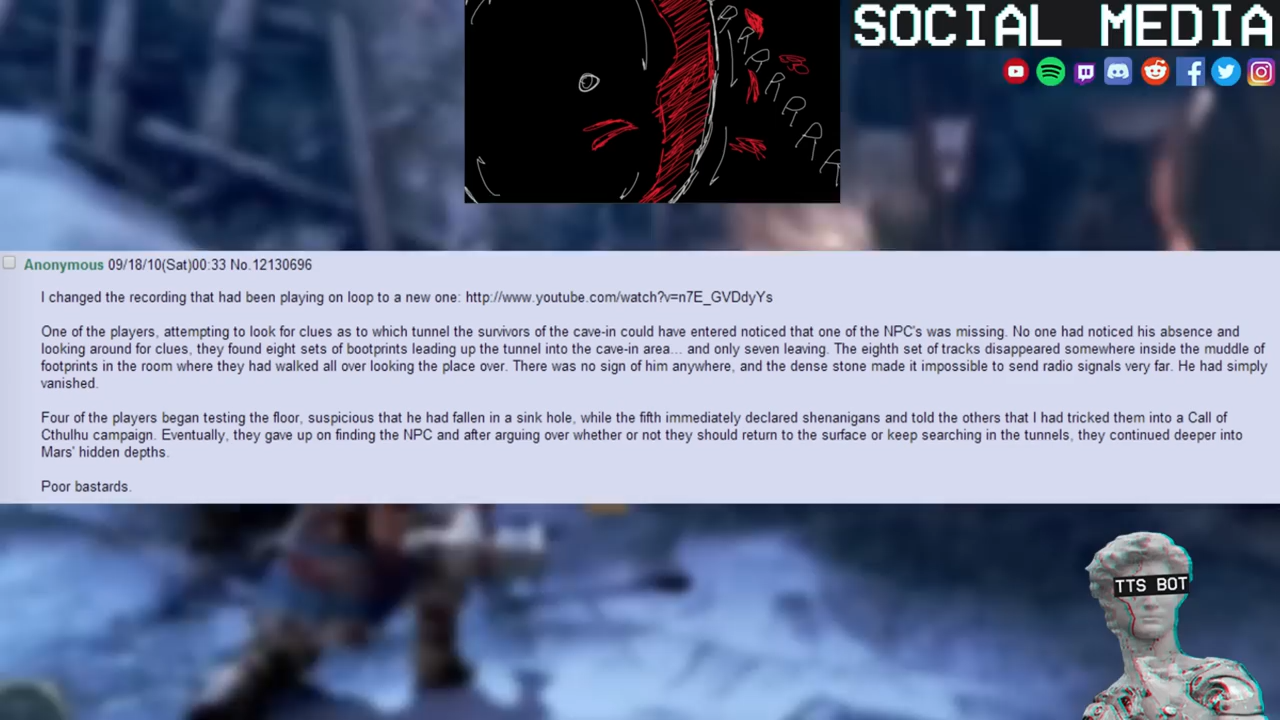 SOCIAL MEDIA
R R R R R R R R
Anonymous 09/18/10(Sat)00:33 No.12130696
I changed the recording that had been playing on loop to a new one: http://www.youtube.com/watch?v=n7E_GVDdyYs
One of the players, attempting to look for clues as to which tunnel the survivors of the cave-in could have entered noticed that one of the NPC's was missing. No one had noticed his absence and
looking around for clues, they found eight sets of bootprints leading up the tunnel into the cave-in area... and only seven leaving. The eighth set of tracks disappeared somewhere inside the muddle of
footprints in the room where they had walked all over looking the place over. There was no sign of him anywhere, and the dense stone made it impossible to send radio signals very far. He had simply
vanished.
Four of the players began testing the floor, suspicious that he had fallen in a sink hole, while the fifth immediately declared shenanigans and told the others that I had tricked them into a Call of
Cthulhu campaign. Eventually, they gave up on finding the NPC and after arguing over whether or not they should return to the surface or keep searching in the tunnels, they continued deeper into
Mars' hidden depths.
Poor bastards.
TTS BOT